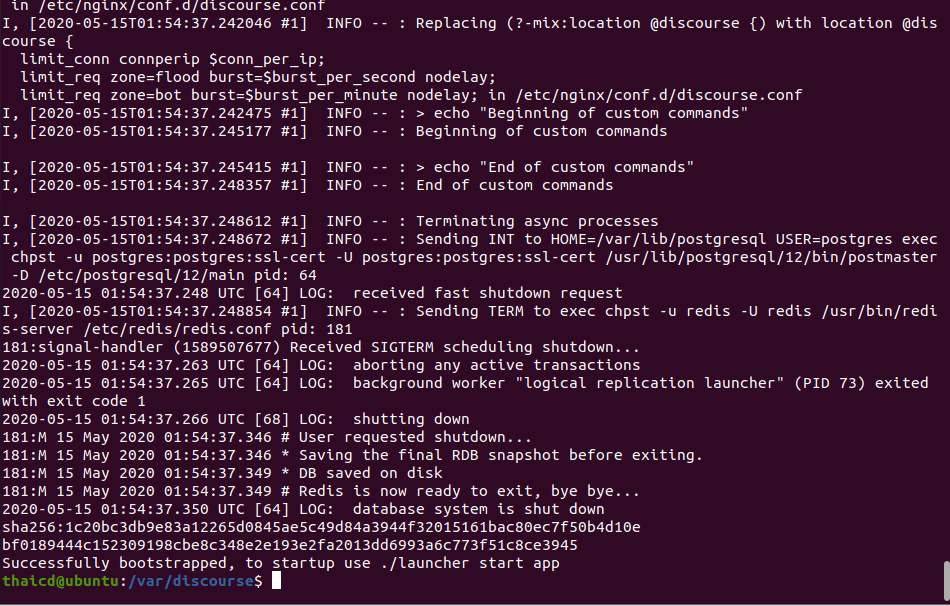 in /etc/nginx/conf.d/discourse.conf
I, [2020-05-15T01:54:37.242046 #1]  INFO -- : Replacing (?-mix:location @discourse {) with location @dis
course {
  limit_conn connperip $conn_per_ip;
  limit_req zone=flood burst=$burst_per_second nodelay;
  limit_req zone=bot burst=$burst_per_minute nodelay; in /etc/nginx/conf.d/discourse.conf
I, [2020-05-15T01:54:37.242475 #1]  INFO -- : > echo "Beginning of custom commands"
I, [2020-05-15T01:54:37.245177 #1]  INFO -- : Beginning of custom commands
I, [2020-05-15T01:54:37.245415 #1]  INFO -- : > echo "End of custom commands"
I, [2020-05-15T01:54:37.248357 #1]  INFO -- : End of custom commands
I, [2020-05-15T01:54:37.248612 #1]  INFO -- : Terminating async processes
I, [2020-05-15T01:54:37.248672 #1]  INFO -- : Sending INT to HOME=/var/lib/postgresql USER=postgres exec
 chpst -u postgres:postgres:ssl-cert -U postgres:postgres:ssl-cert /usr/lib/postgresql/12/bin/postmaster
 -D /etc/postgresql/12/main pid: 64
2020-05-15 01:54:37.248 UTC [64] LOG:  received fast shutdown request
I, [2020-05-15T01:54:37.248854 #1]  INFO -- : Sending TERM to exec chpst -u redis -U redis /usr/bin/redi
s-server /etc/redis/redis.conf pid: 181
181:signal-handler (1589507677) Received SIGTERM scheduling shutdown...
2020-05-15 01:54:37.263 UTC [64] LOG:  aborting any active transactions
2020-05-15 01:54:37.265 UTC [64] LOG:  background worker "logical replication launcher" (PID 73) exited
with exit code 1
2020-05-15 01:54:37.266 UTC [68] LOG:  shutting down
181:M 15 May 2020 01:54:37.346 # User requested shutdown...
181:M 15 May 2020 01:54:37.346 * Saving the final RDB snapshot before exiting.
181:M 15 May 2020 01:54:37.349 * DB saved on disk
181:M 15 May 2020 01:54:37.349 # Redis is now ready to exit, bye bye...
2020-05-15 01:54:37.350 UTC [64] LOG:  database system is shut down
sha256:1c20bc3db9e83a12265d0845ae5c49d84a3944f32015161bac80ec7f50b4d10e
bf0189444c152309198cbe8c348e2e193e2fa2013dd6993a6c773f51c8ce3945
Successfully bootstrapped, to startup use ./launcher start app
thaicd@ubuntu:/var/discourse$